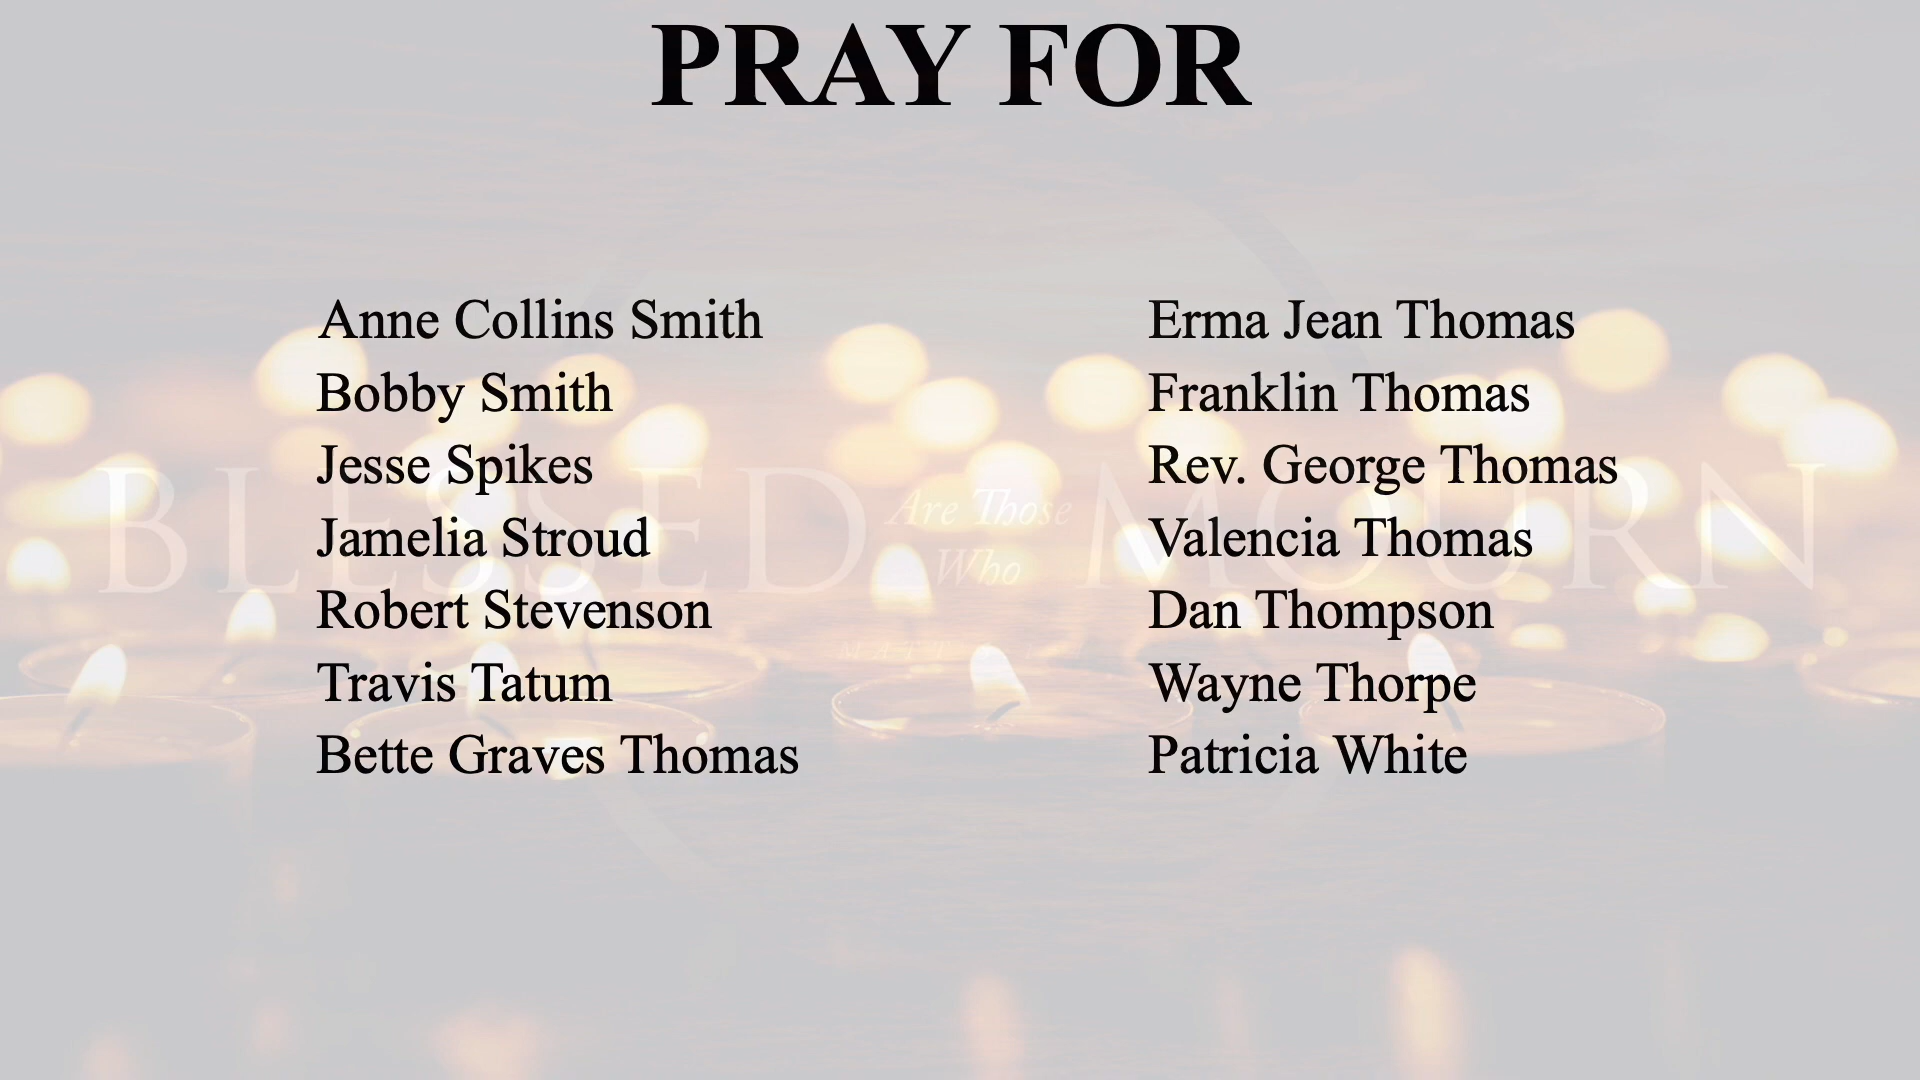 PRAY FOR
Anne Collins Smith
Bobby Smith
Jesse Spikes
Jamelia Stroud
Robert Stevenson
Travis Tatum
Bette Graves Thomas
Erma Jean Thomas
Franklin Thomas
Rev. George Thomas
Valencia Thomas
Dan Thompson
Wayne Thorpe
Patricia White
BLESSED Are Those
Who MOURN